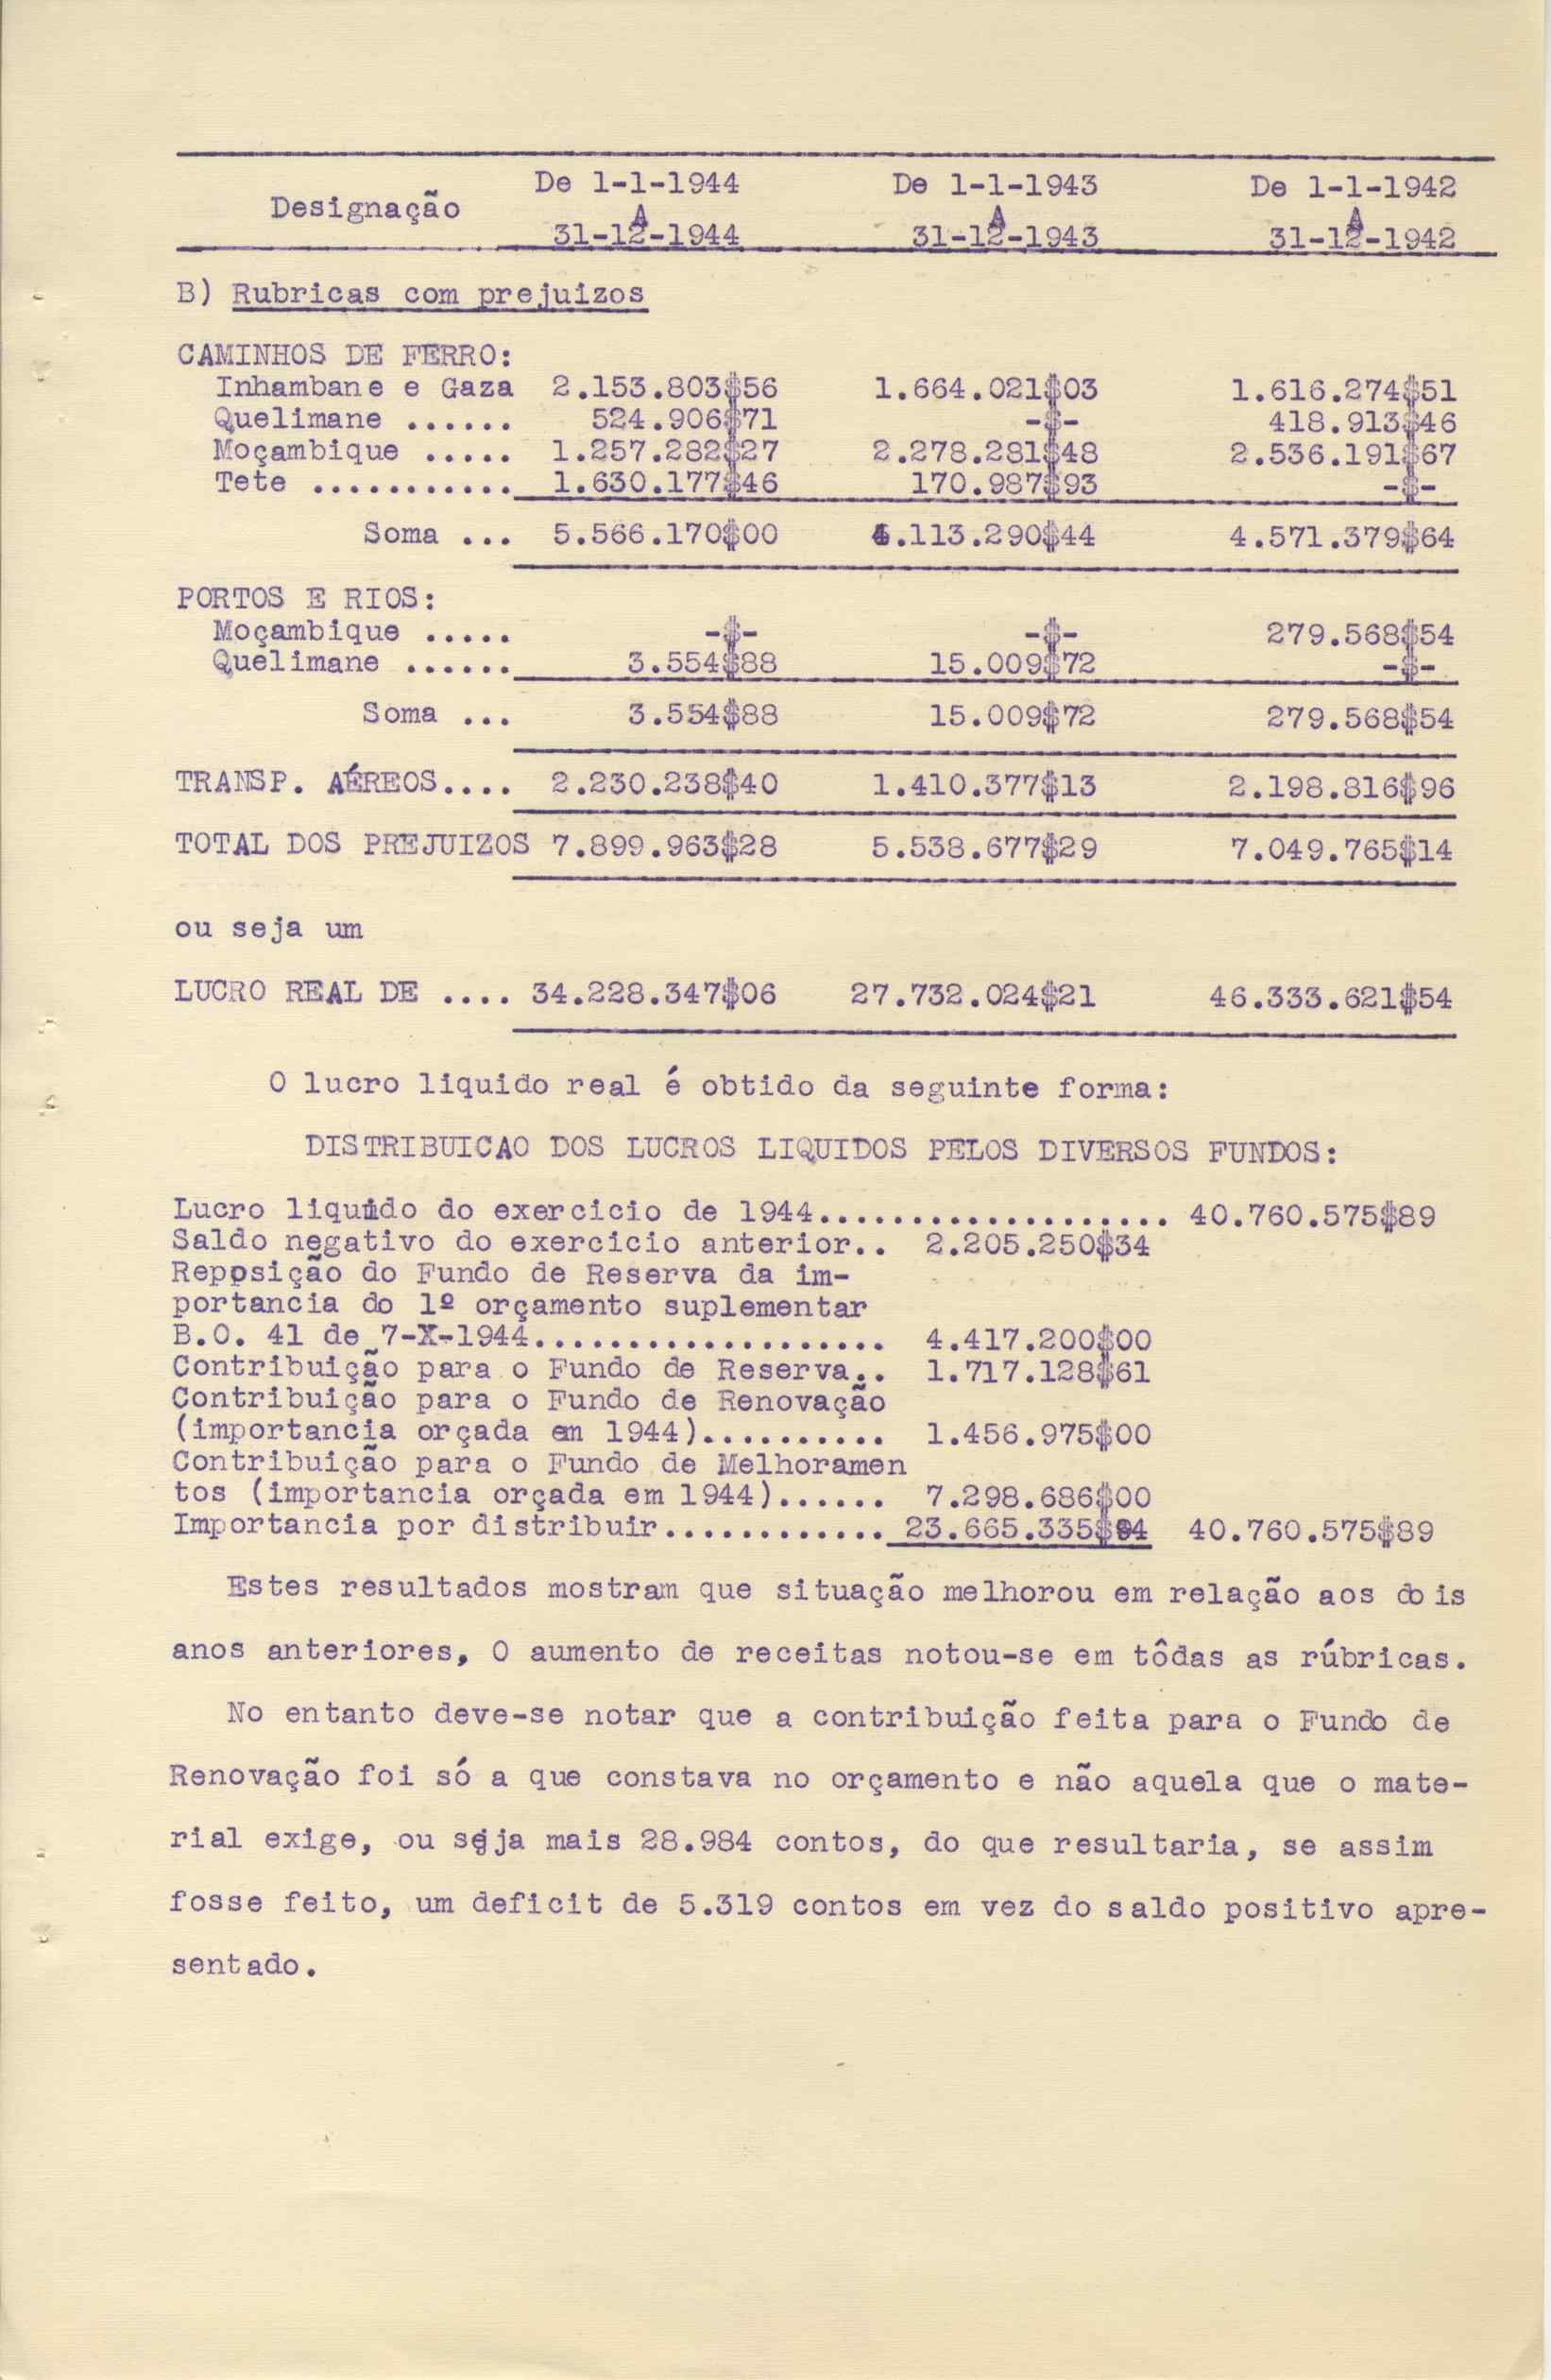 Designação De 1-1-1944 De 1-1-1943 De 1-1-1942
A A A
31-12-1944 31-12-1943 31-12-1942
B) Rubricas com prejuizos
CAMINHOS DE FERRO:
Inhambane e Gaza 2.153.803$56 1.664.021$03 1.616.274$51
Quelimane ...... 524.906$71 -$- 418.913$46
Moçambique ..... 1.257.282$27 2.278.281$48 2.536.191$67
Tete ........... 1.630.177$46 170.987$93 -$-
Soma ... 5.566.170$00 4.113.290$44 4.571.379$64
PORTOS E RIOS:
Moçambique ..... -$- -$- 279.568$54
Quelimane ...... 3.554$88 15.009$72 -$-
Soma ... 3.554$88 15.009$72 279.568$54
TRANSP. AÉREOS.... 2.230.238$40 1.410.377$13 2.198.816$96
TOTAL DOS PREJUIZOS 7.899.963$28 5.538.677$29 7.049.765$14
ou seja um
LUCRO REAL DE .... 34.228.347$06 27.732.024$21 46.333.621$54
O lucro liquido real é obtido da seguinte forma:
DISTRIBUICAO DOS LUCROS LIQUIDOS PELOS DIVERSOS FUNDOS:
Lucro liquido do exercicio de 1944................... 40.760.575$89
Saldo negativo do exercicio anterior.. 2.205.250$34
Reposição do Fundo de Reserva da im-
portancia do 1º orçamento suplementar
B.O. 41 de 7-X-1944................... 4.417.200$00
Contribuição para o Fundo de Reserva.. 1.717.128$61
Contribuição para o Fundo de Renovação
(importancia orçada em 1944).......... 1.456.975$00
Contribuição para o Fundo de Melhoramen
tos (importancia orçada em 1944)...... 7.298.686$00
Importancia por distribuir............ 23.665.335$94 40.760.575$89
Estes resultados mostram que situação melhorou em relação aos dois
anos anteriores, O aumento de receitas notou-se em tôdas as rúbricas.
No entanto deve-se notar que a contribuição feita para o Fundo de
Renovação foi só a que constava no orçamento e não aquela que o mate-
rial exige, ou seja mais 28.984 contos, do que resultaria, se assim
fosse feito, um deficit de 5.319 contos em vez do saldo positivo apre-
sentado.